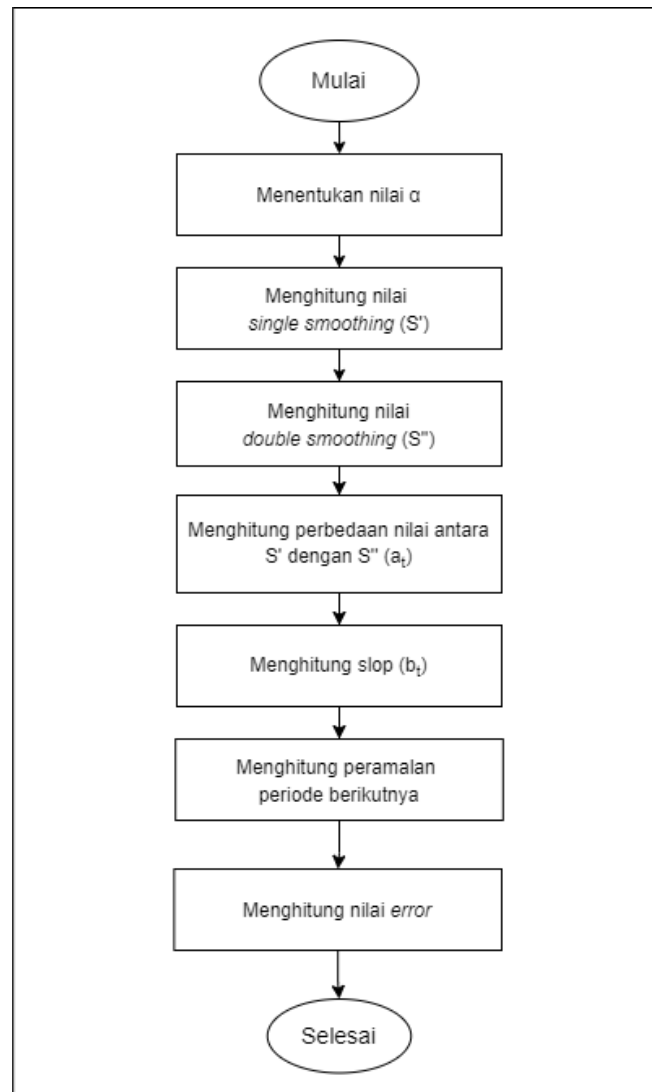 Mulai
Menentukan nilai α
Menghitung nilai
single smoothing (S')
Menghitung nilai
double smoothing (S'')
Menghitung perbedaan nilai antara
S' dengan S'' (at)
Menghitung slop (bt)
Menghitung peramalan
periode berikutnya
Menghitung nilai error
Selesai